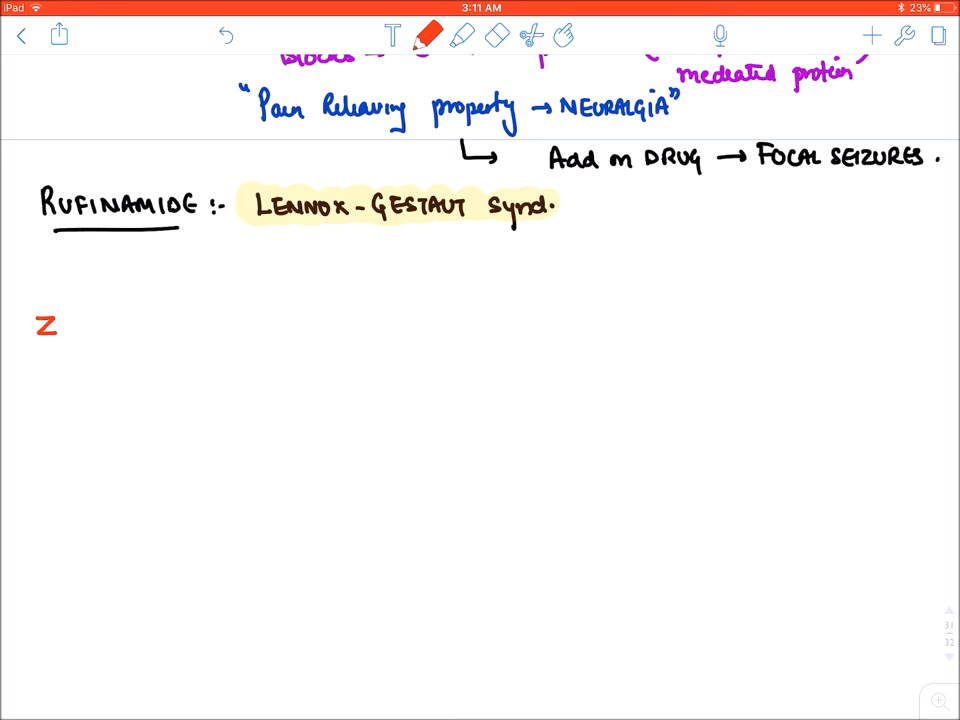 iPad 3:11 AM 23%
T
mediated protein
"Pain Relieving property → NEURALGIA"
Add on DRUG → FOCAL SEIZURES.
RUFINAMIDE :- LENNOX - GESTAUT Synd.
Z
31
32